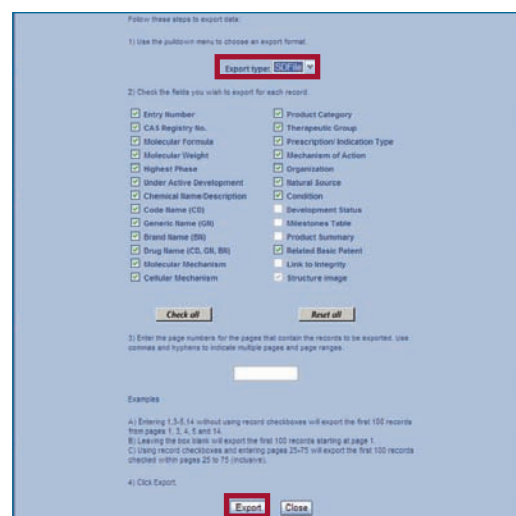 Follow these steps to export data:
1) Use the pulldown menu to choose an export format.
Export type: SDFile
2) Check the fields you wish to export for each record.
Entry Number Product Category
CAS Registry No. Therapeutic Group
Molecular Formula Prescription/ Indication Type
Molecular Weight Mechanism of Action
Highest Phase Organization
Under Active Development Natural Source
Chemical Name/Description Condition
Code Name (CD) Development Status
Generic Name (GN) Milestones Table
Brand Name (BN) Product Summary
Drug Name (CD, GN, BN) Related Basic Patent
Molecular Mechanism Link to Integrity
Cellular Mechanism Structure image
Check all Reset all
3) Enter the page numbers for the pages that contain the records to be exported. Use
commas and hyphens to indicate multiple pages and page ranges.
Examples
A) Entering 1,3-5,14 without using record checkboxes will export the first 100 records
from pages 1, 3, 4, 5 and 14.
B) Leaving the box blank will export the first 100 records starting at page 1.
C) Using record checkboxes and entering pages 25-75 will export the first 100 records
checked within pages 25 to 75 (inclusive).
4) Click Export.
Export Close